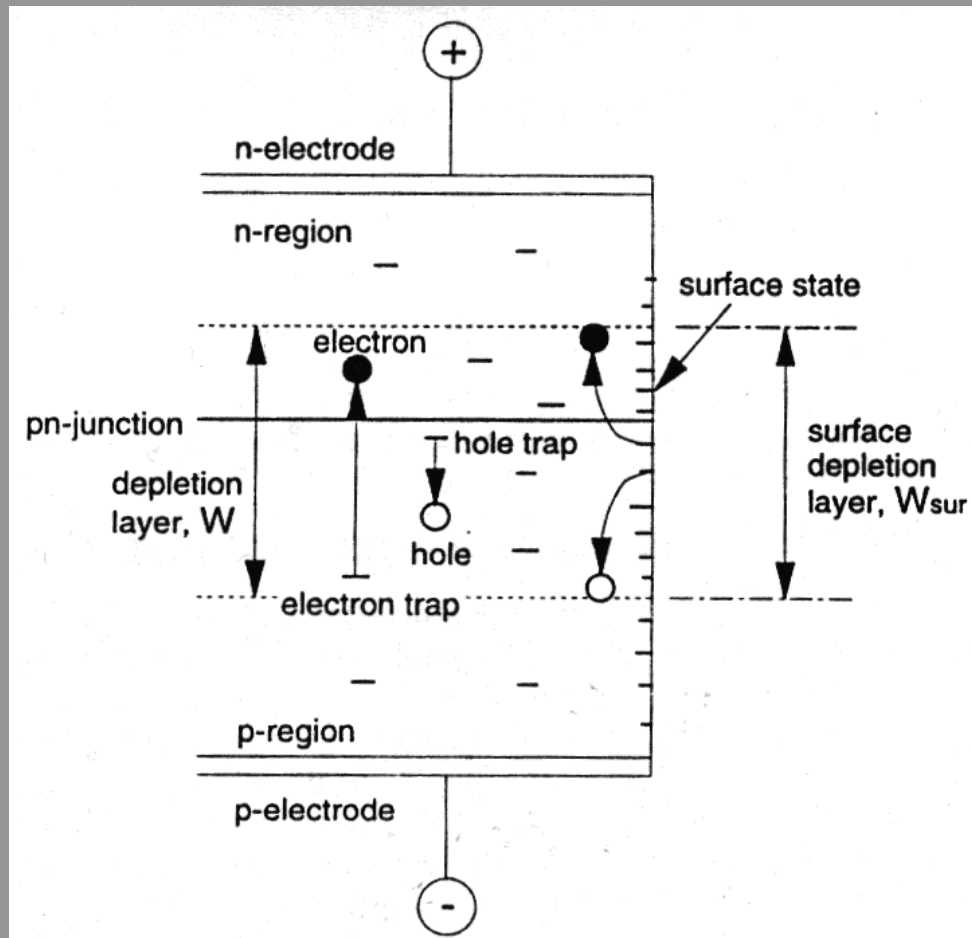 +
n-electrode
n-region
surface state
electron
pn-junction
hole trap
surface
depletion
layer, Wsur
depletion
layer, W
hole
electron trap
p-region
p-electrode
-